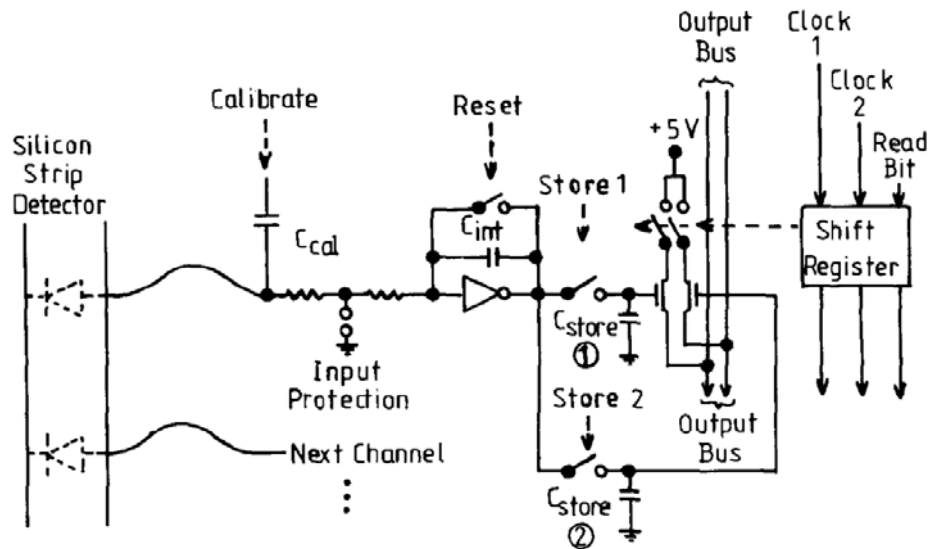 Output
Bus
Clock
1
Clock
2
Read
Bit
Calibrate
Reset
+5V
Silicon
Strip
Detector
Store 1
Shift
Register
Cint
Ccal
Cstore
①
Input
Protection
Store 2
Output
Bus
Next Channel
Cstore
②